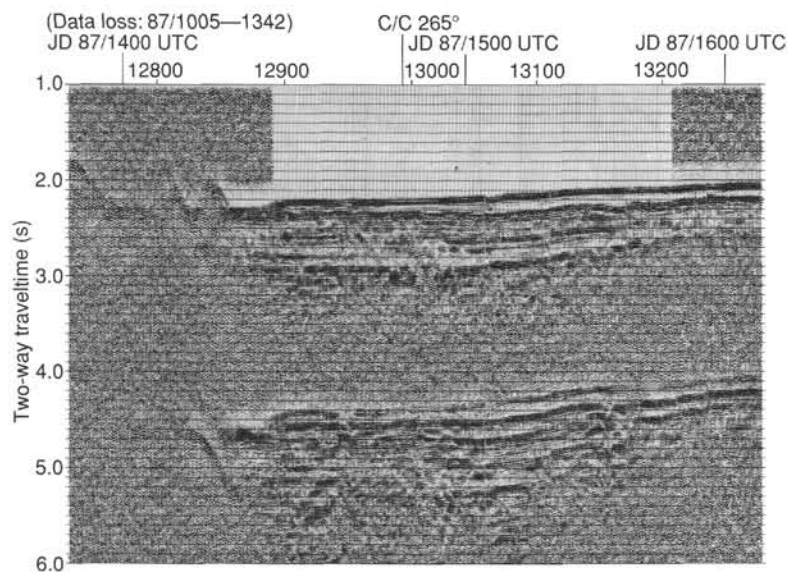 (Data loss: 87/1005—1342) C/C 265°
JD 87/1400 UTC JD 87/1500 UTC JD 87/1600 UTC
12800 12900 13000 13100 13200
1.0
2.0
3.0
4.0
5.0
6.0
Two-way traveltime (s)